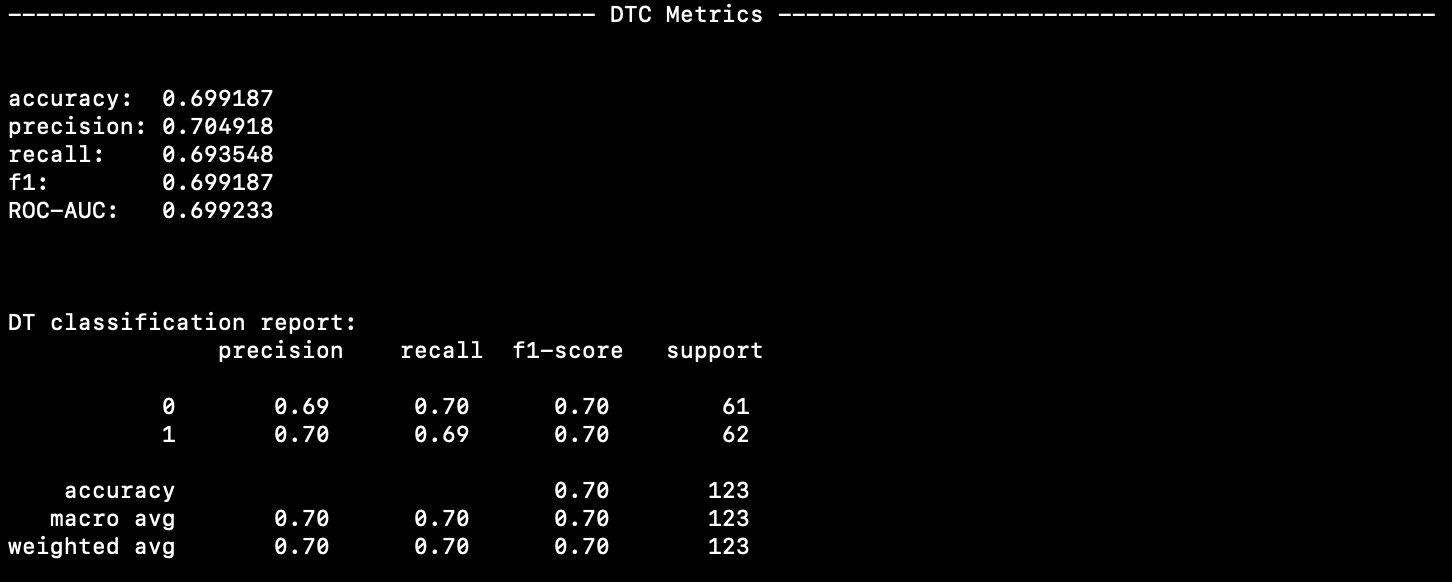 —————————————————————————————————————————— DTC Metrics ———————————————————————————————————————————————
accuracy:  0.699187
precision: 0.704918
recall:    0.693548
f1:        0.699187
ROC-AUC:   0.699233
DT classification report:
               precision    recall  f1-score   support
           0       0.69      0.70      0.70        61
           1       0.70      0.69      0.70        62
    accuracy                           0.70       123
   macro avg       0.70      0.70      0.70       123
weighted avg       0.70      0.70      0.70       123